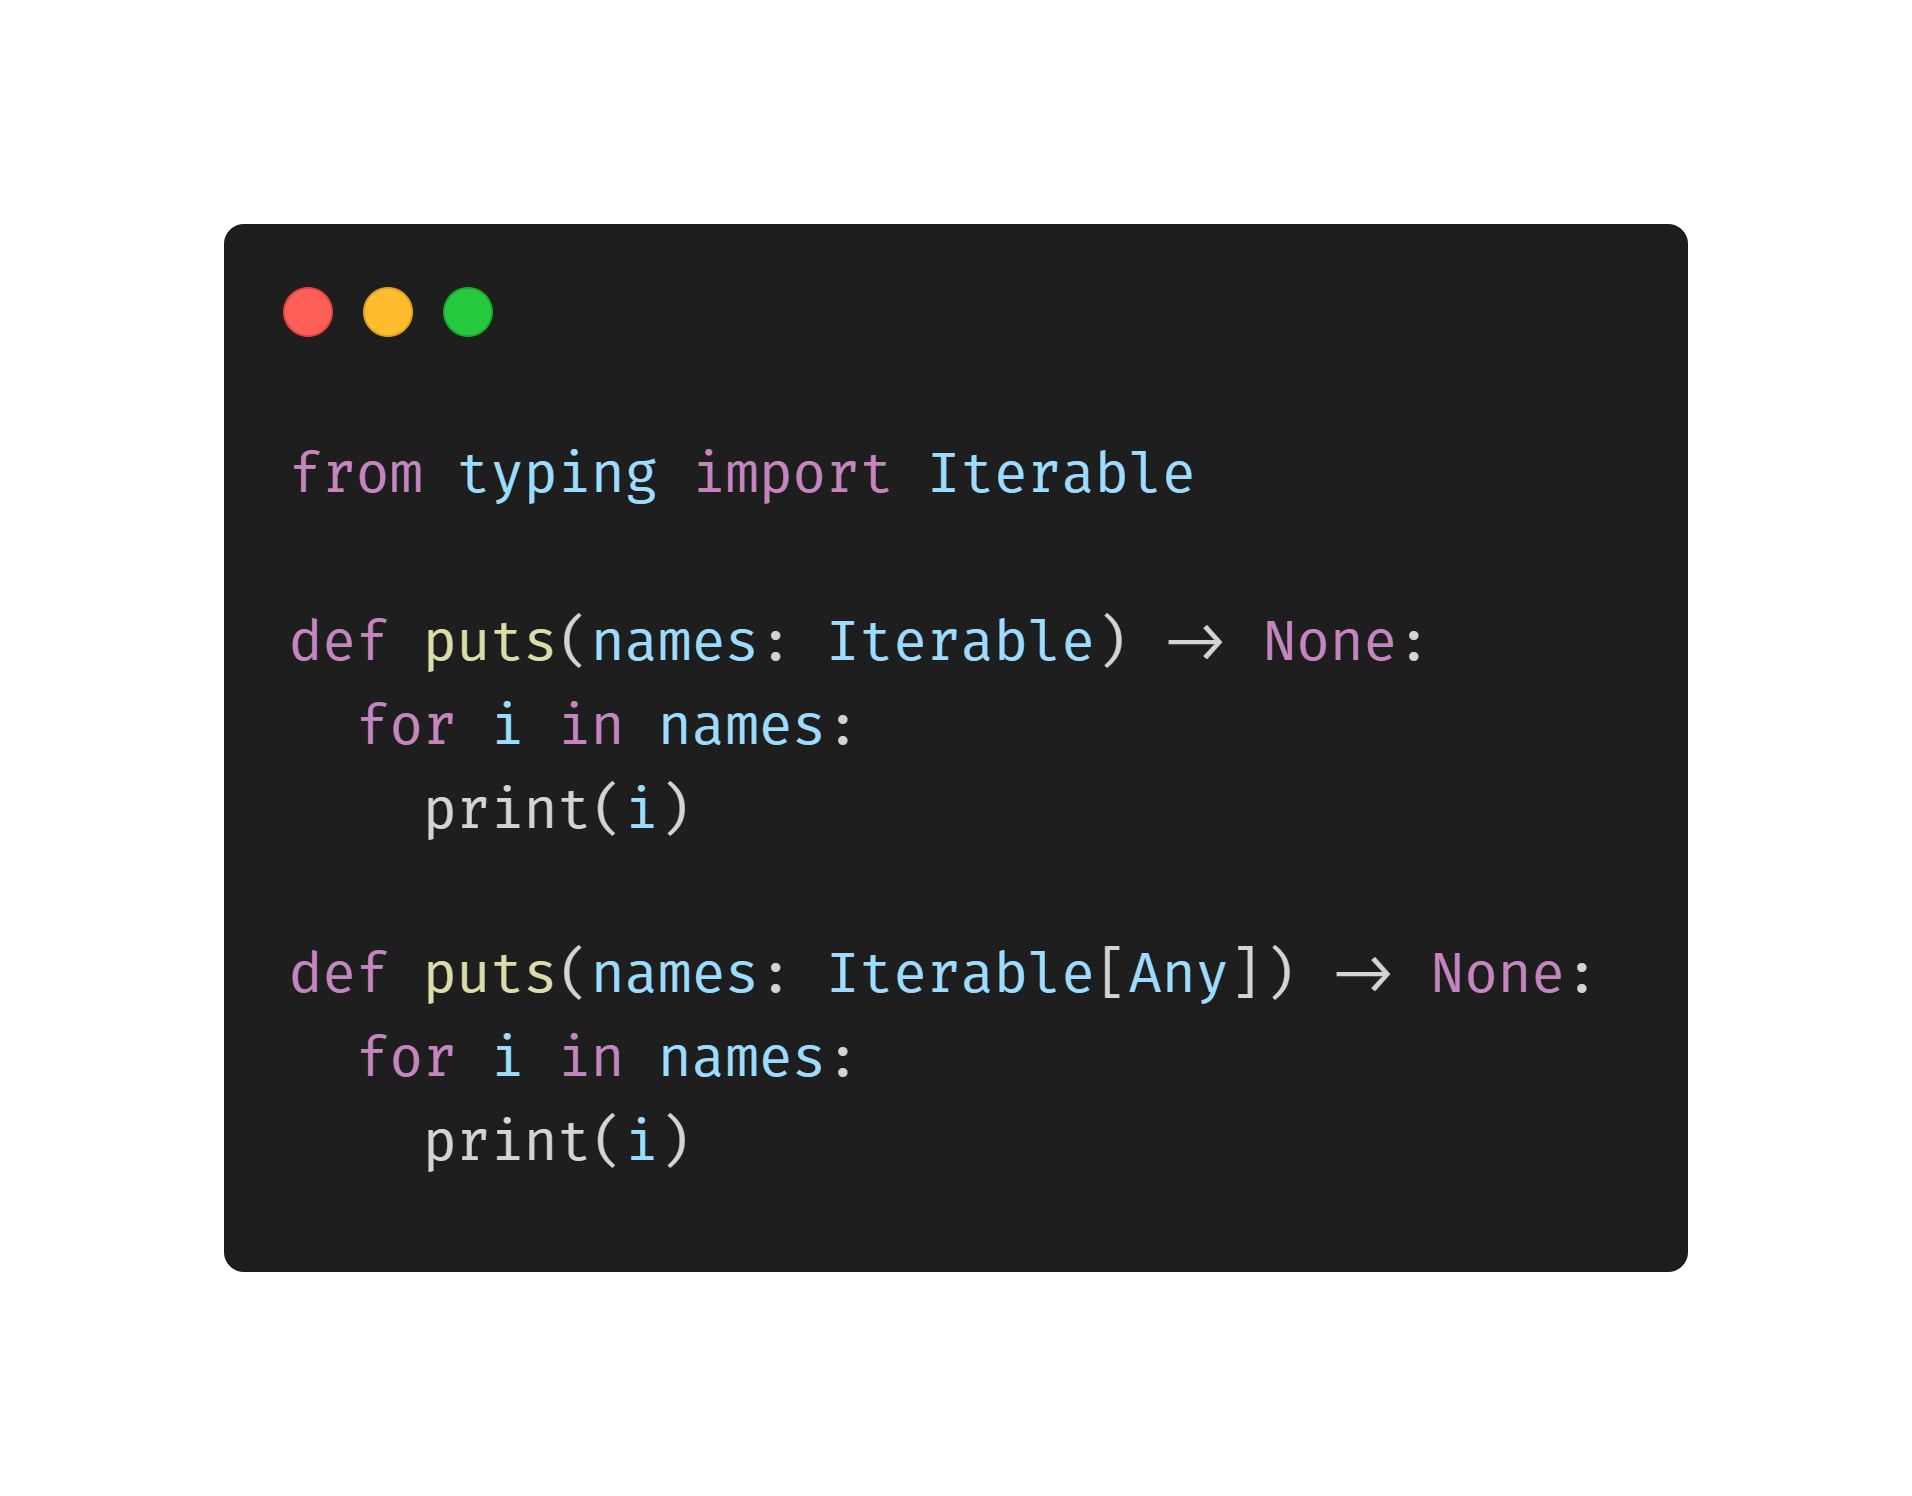 from typing import Iterable
def puts(names: Iterable) -> None:
for i in names:
print(i)
def puts(names: Iterable[Any]) -> None:
for i in names:
print(i)